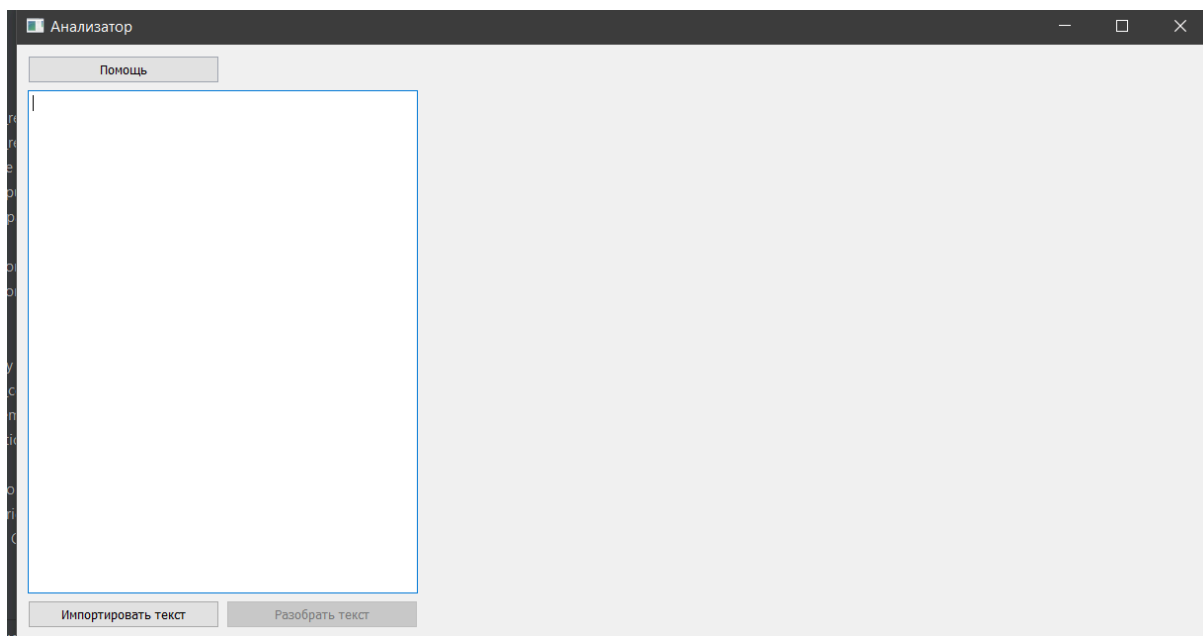 Анализатор
Помощь
Импортировать текст
Разобрать текст